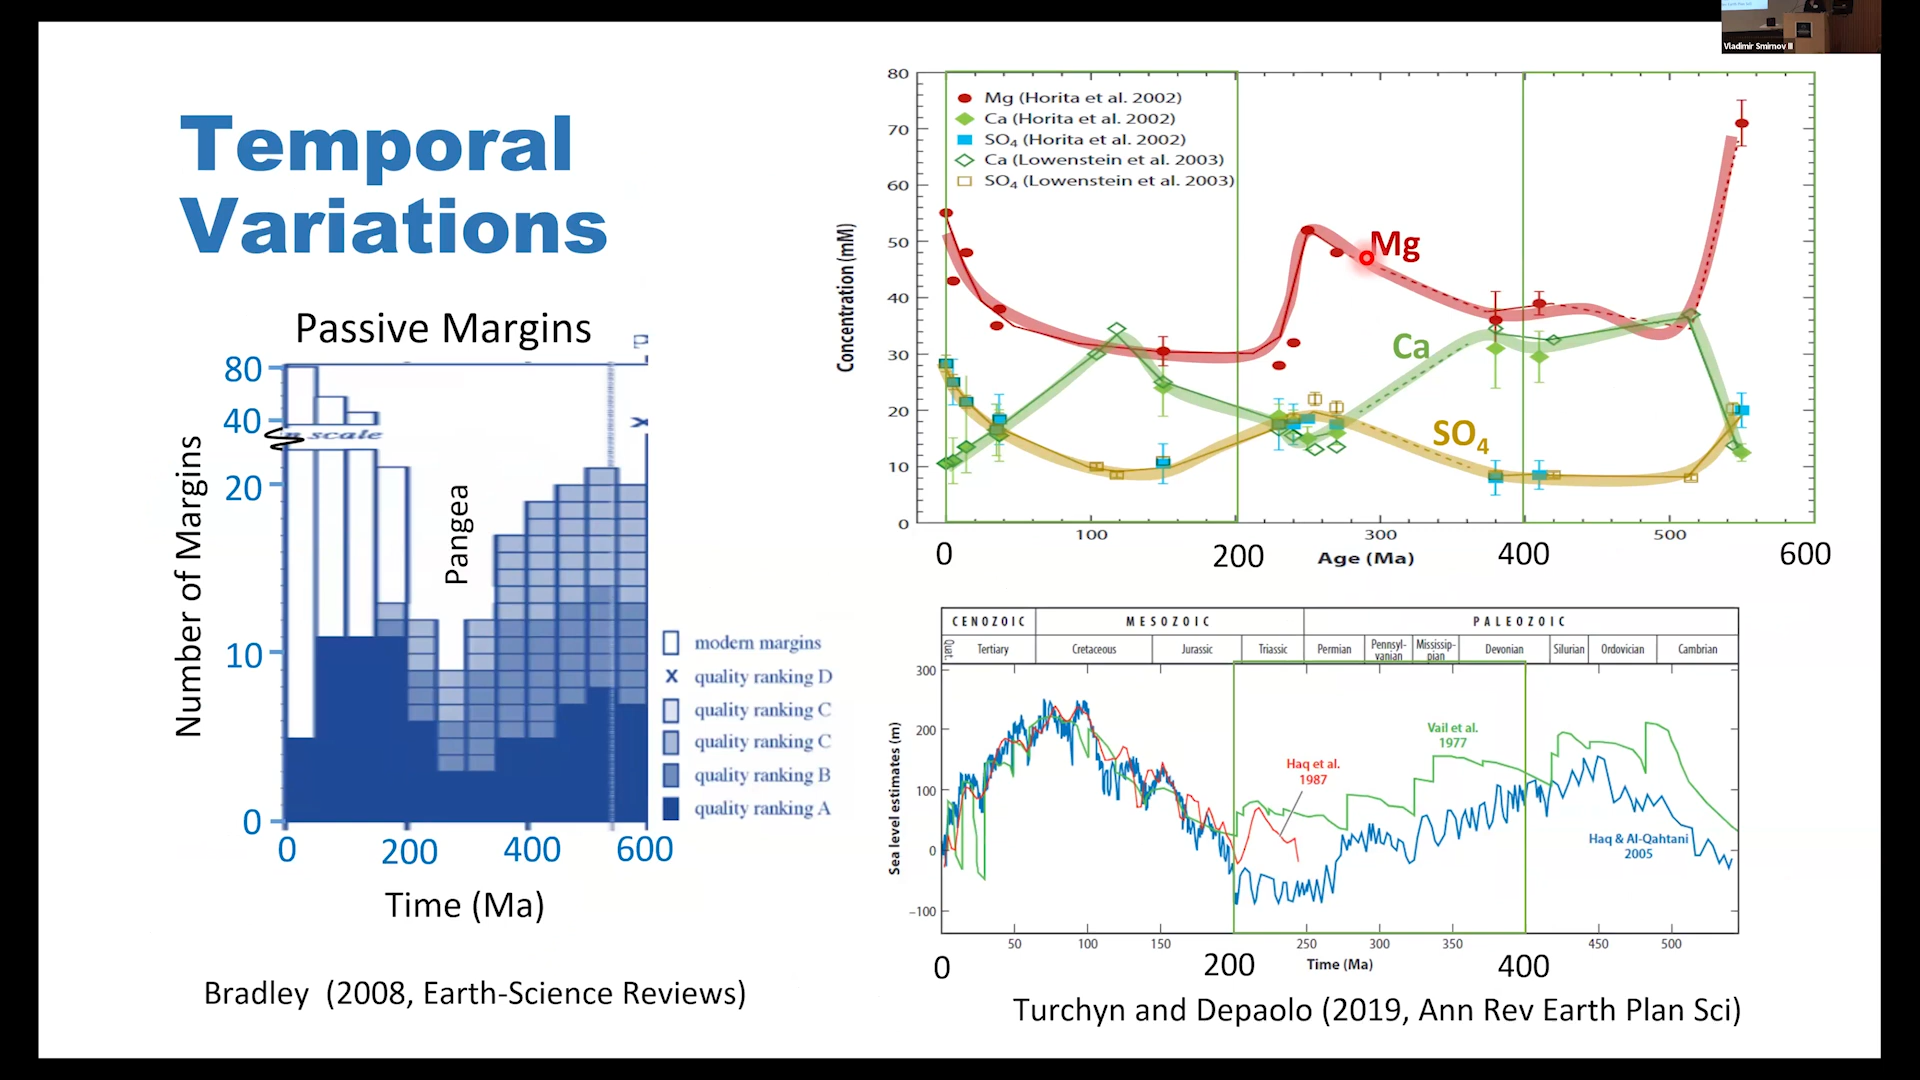 Vladimir Smirnov III
Temporal
Variations
Passive Margins
Number of Margins
80
40
n scale
20
10
0
Pangea
0
200
400
600
Time (Ma)
modern margins
x quality ranking D
quality ranking C
quality ranking C
quality ranking B
quality ranking A
Bradley (2008, Earth-Science Reviews)
Concentration (mM)
80
70
60
50
40
30
20
10
0
Mg (Horita et al. 2002)
Ca (Horita et al. 2002)
SO4 (Horita et al. 2002)
Ca (Lowenstein et al. 2003)
SO4 (Lowenstein et al. 2003)
Mg
Ca
SO4
100
300
500
0
200
Age (Ma)
400
600
CENOZOIC
MESOZOIC
PALEOZOIC
Quat.
Tertiary
Cretaceous
Jurassic
Triassic
Permian
Pennsyl-
vanian
Mississip-
pian
Devonian
Silurian
Ordovician
Cambrian
Sea level estimates (m)
300
200
100
0
–100
Vail et al.
1977
Haq et al.
1987
Haq & Al-Qahtani
2005
50
100
150
250
300
350
450
500
0
200
Time (Ma)
400
Turchyn and Depaolo (2019, Ann Rev Earth Plan Sci)